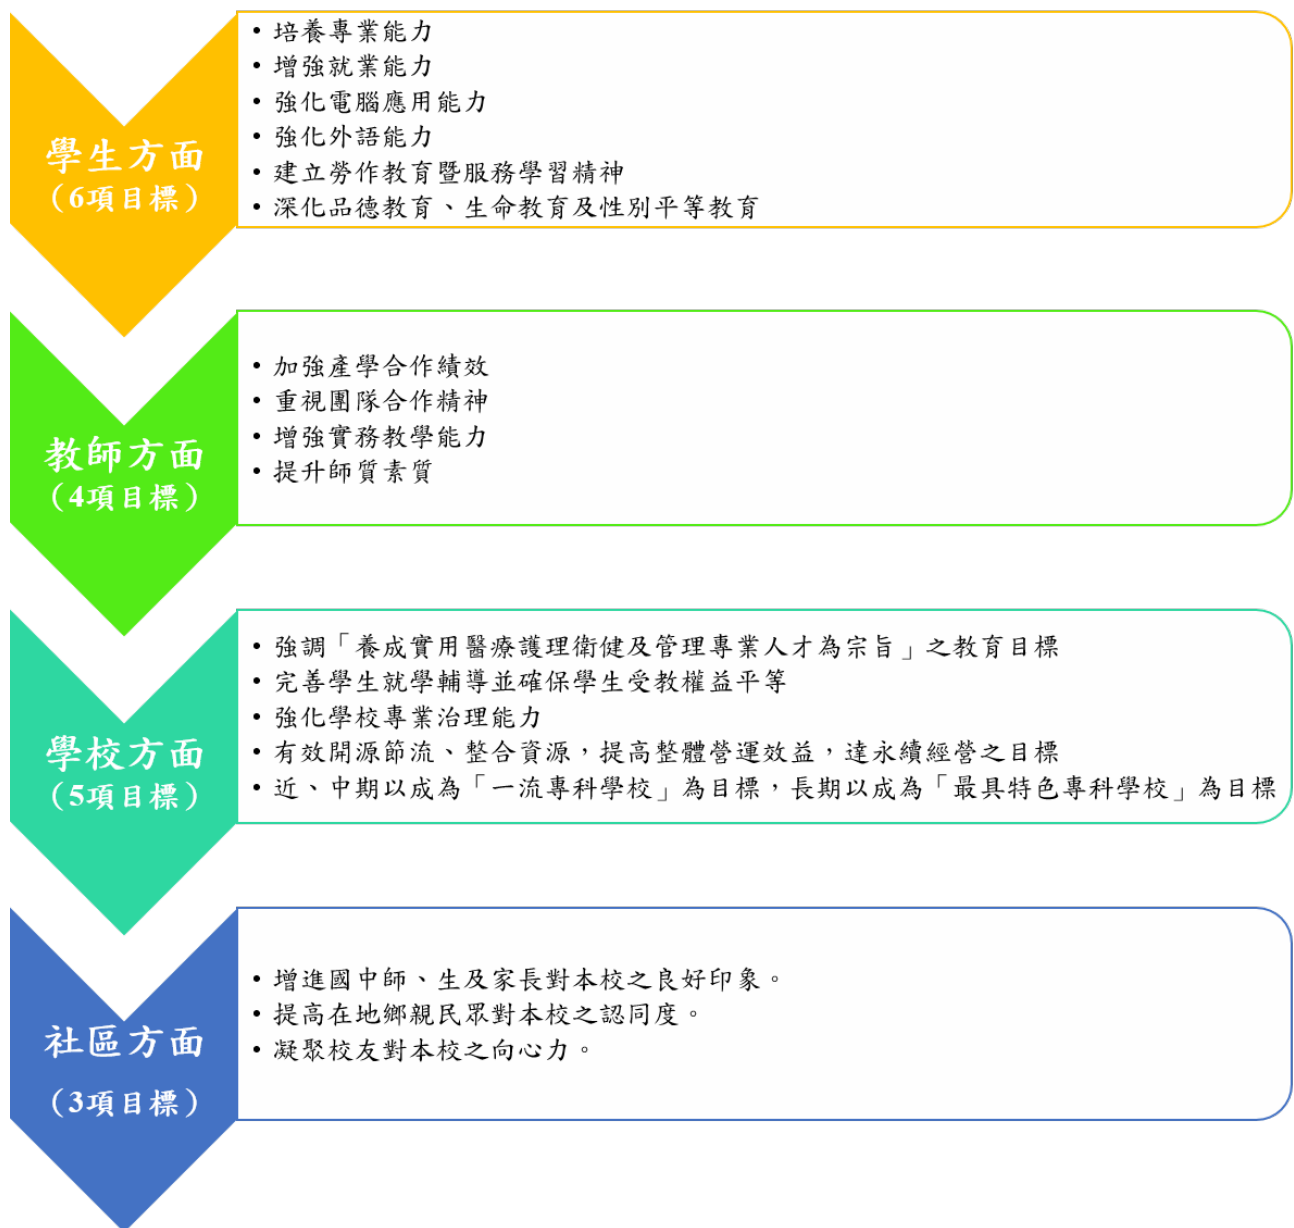 學生方面
（6項目標）
• 培養專業能力
• 增強就業能力
• 強化電腦應用能力
• 強化外語能力
• 建立勞作教育暨服務學習精神
• 深化品德教育、生命教育及性別平等教育
教師方面
（4項目標）
• 加強產學合作績效
• 重視團隊合作精神
• 增強實務教學能力
• 提升師質素質
學校方面
（5項目標）
• 強調「養成實用醫療護理衛健及管理專業人才為宗旨」之教育目標
• 完善學生就學輔導並確保學生受教權益平等
• 強化學校專業治理能力
• 有效開源節流、整合資源，提高整體營運效益，達永續經營之目標
• 近、中期以成為「一流專科學校」為目標，長期以成為「最具特色專科學校」為目標
社區方面
（3項目標）
• 增進國中師、生及家長對本校之良好印象。
• 提高在地鄉親民眾對本校之認同度。
• 凝聚校友對本校之向心力。